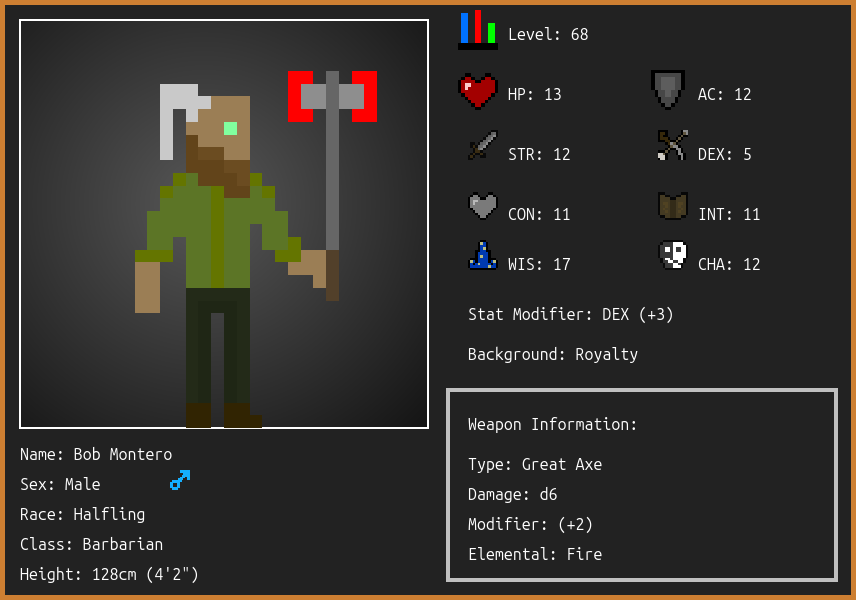 Level: 68
HP: 13
AC: 12
STR: 12
DEX: 5
CON: 11
INT: 11
WIS: 17
CHA: 12
Stat Modifier: DEX (+3)
Background: Royalty
Weapon Information:
Type: Great Axe
Damage: d6
Modifier: (+2)
Elemental: Fire
Name: Bob Montero
Sex: Male
Race: Halfling
Class: Barbarian
Height: 128cm (4'2")